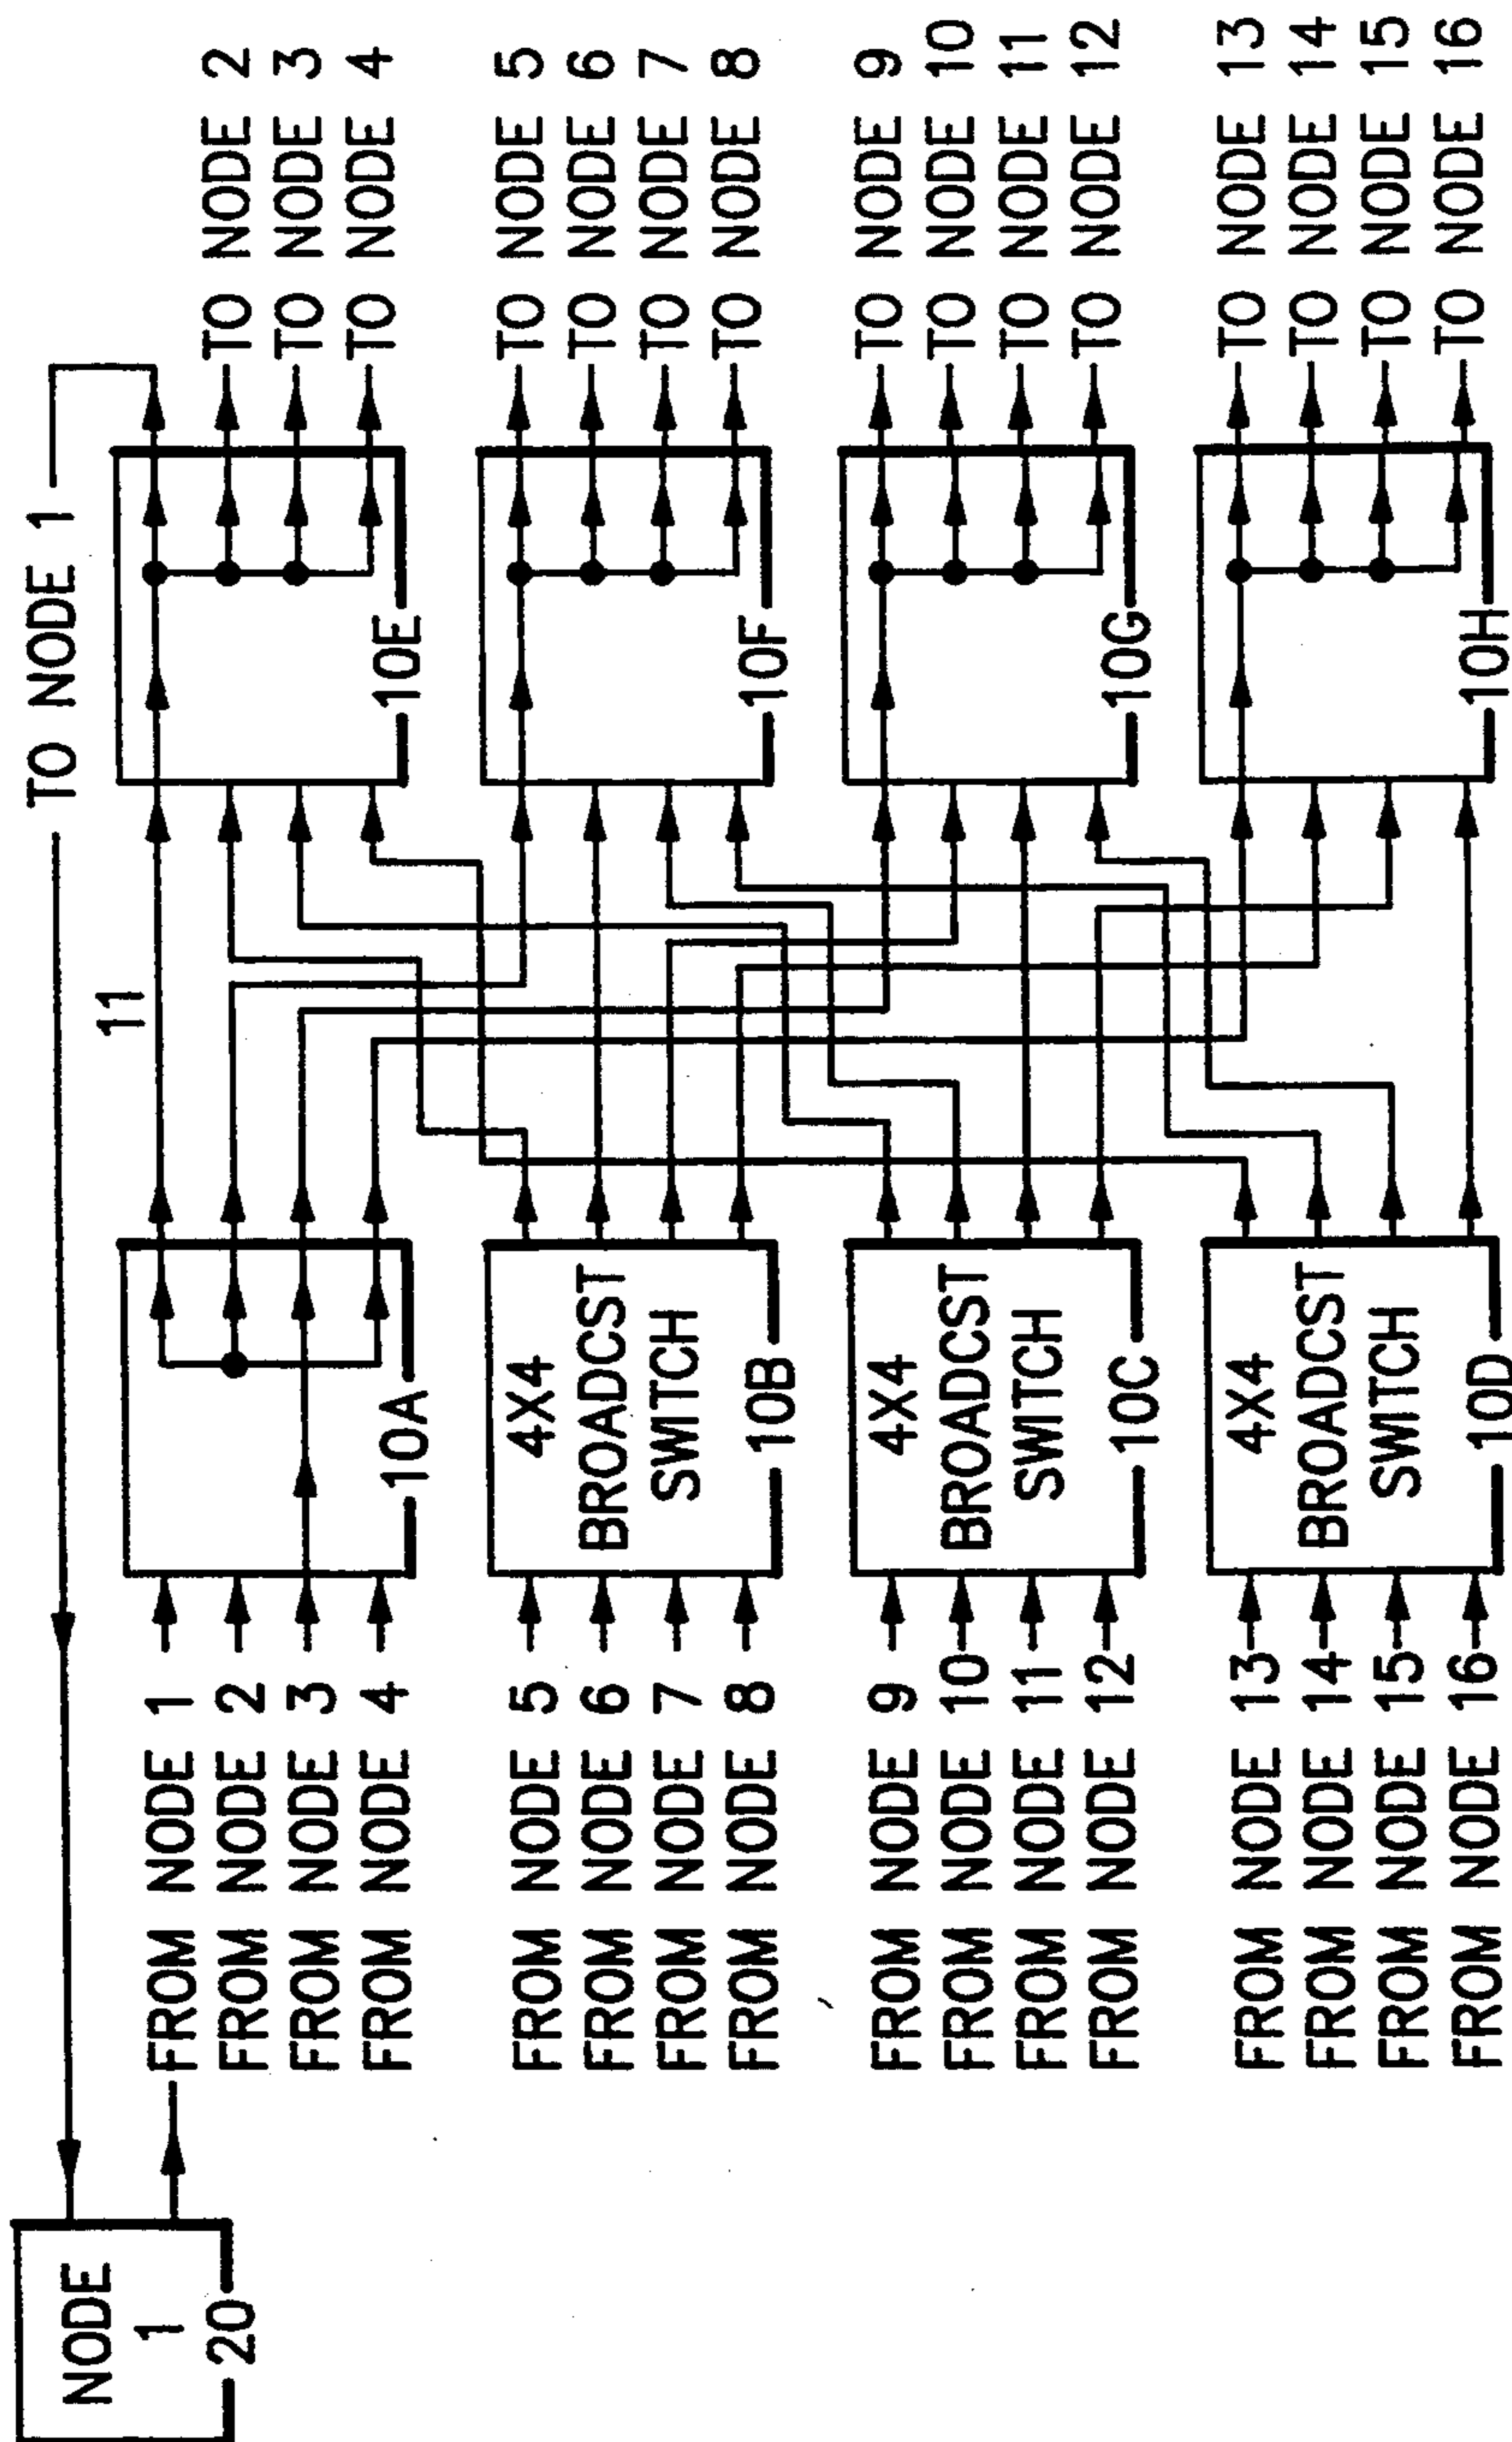 NODE
1
20
TO NODE 1
FROM NODE 1
FROM NODE 2
FROM NODE 3
FROM NODE 4
10A
11
10E
TO NODE 2
TO NODE 3
TO NODE 4
FROM NODE 5
FROM NODE 6
FROM NODE 7
FROM NODE 8
4X4
BROADCST
SWITCH
10B
10F
TO NODE 5
TO NODE 6
TO NODE 7
TO NODE 8
FROM NODE 9
FROM NODE 10
FROM NODE 11
FROM NODE 12
4X4
BROADCST
SWITCH
10C
10G
TO NODE 9
TO NODE 10
TO NODE 11
TO NODE 12
FROM NODE 13
FROM NODE 14
FROM NODE 15
FROM NODE 16
4X4
BROADCST
SWITCH
10D
10H
TO NODE 13
TO NODE 14
TO NODE 15
TO NODE 16